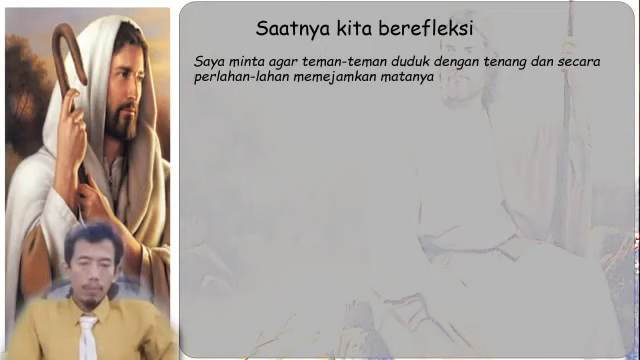 Saatnya kita berefleksi
Saya minta agar teman-teman duduk dengan tenang dan secara
perlahan-lahan memejamkan matanya